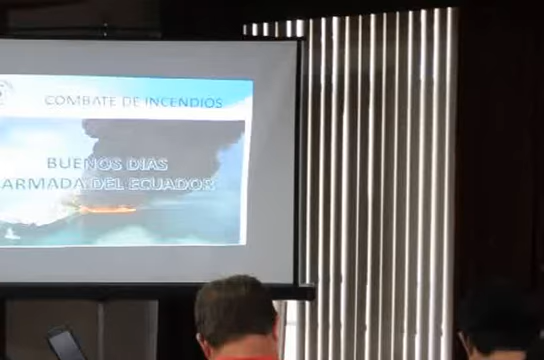 COMBATE DE INCENDIOS
BUENOS DIAS
ARMADA DEL ECUADOR